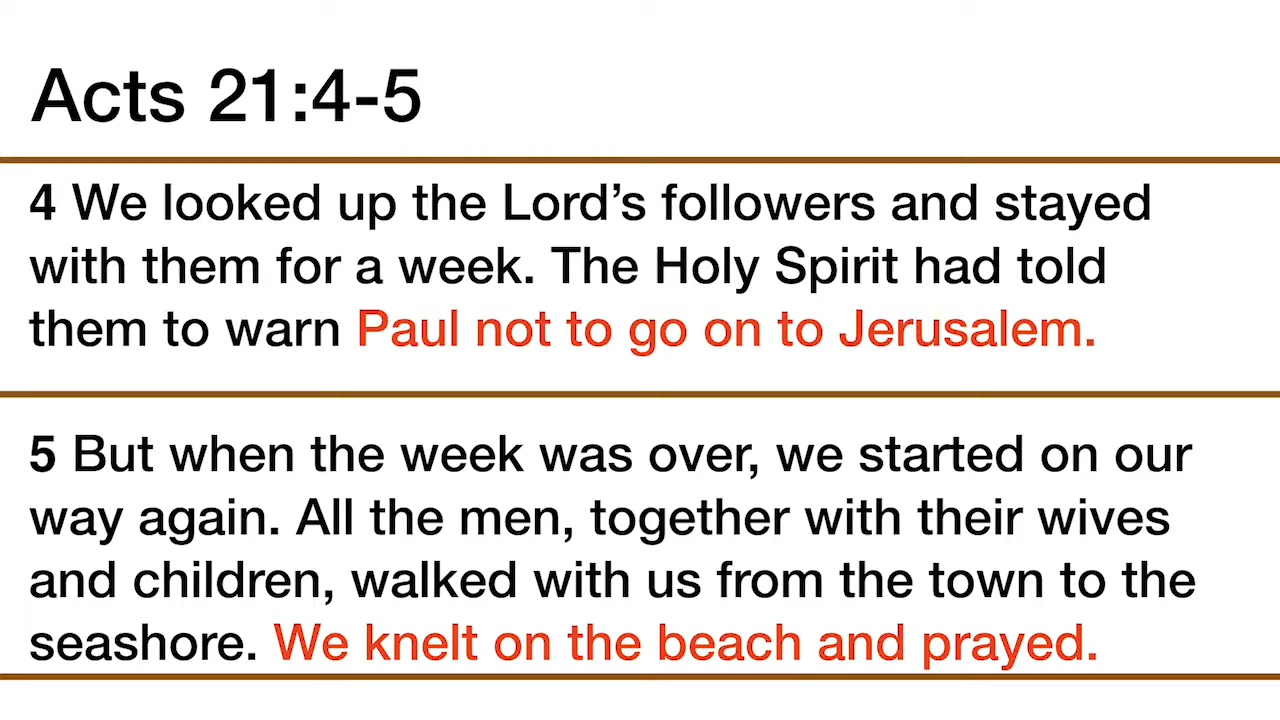 Acts 21:4-5
4 We looked up the Lord’s followers and stayed
with them for a week. The Holy Spirit had told
them to warn Paul not to go on to Jerusalem.
5 But when the week was over, we started on our
way again. All the men, together with their wives
and children, walked with us from the town to the
seashore. We knelt on the beach and prayed.